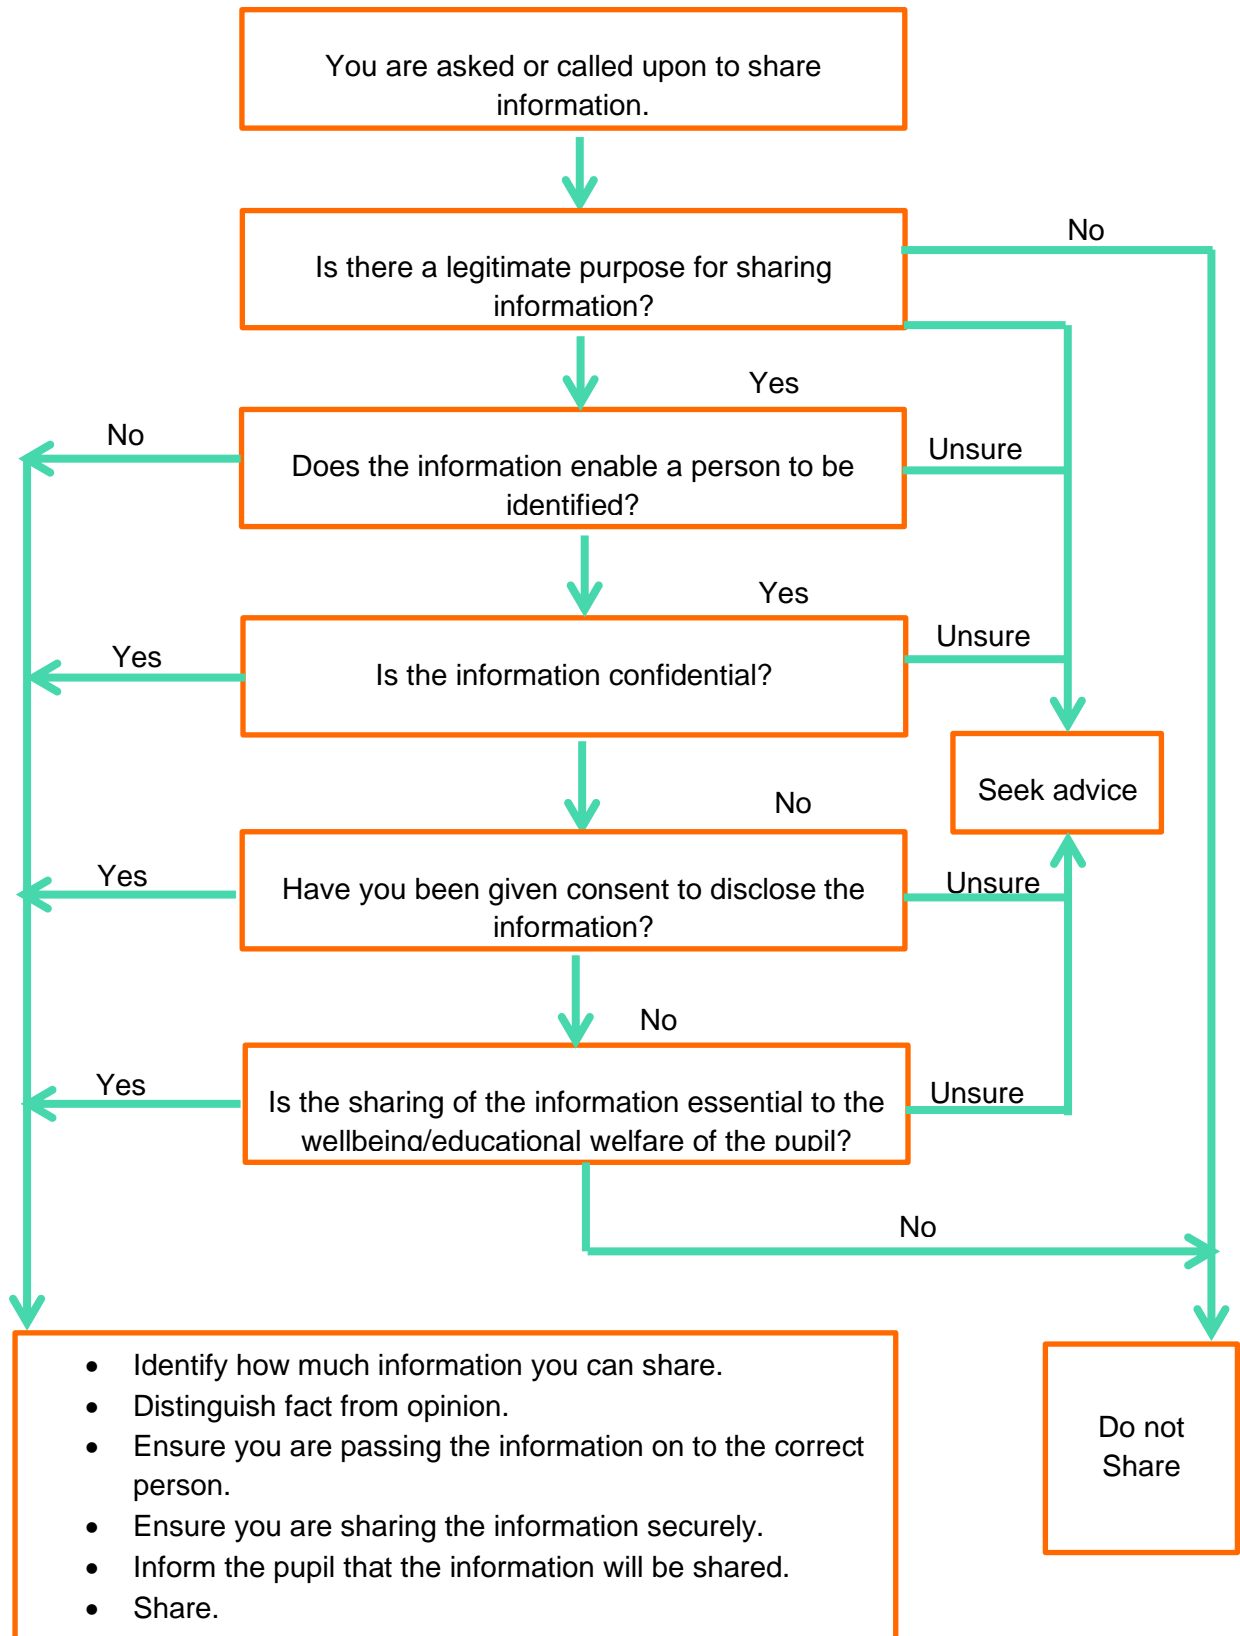 You are asked or called upon to share
information.
No
Is there a legitimate purpose for sharing
information?
Yes
No
Unsure
Does the information enable a person to be
identified?
Yes
Unsure
Yes
Is the information confidential?
No
Seek advice
Yes
Unsure
Have you been given consent to disclose the
information?
No
Yes
Unsure
Is the sharing of the information essential to the
wellbeing/educational welfare of the pupil?
No
• Identify how much information you can share.
• Distinguish fact from opinion.
• Ensure you are passing the information on to the correct
person.
• Ensure you are sharing the information securely.
• Inform the pupil that the information will be shared.
• Share.
Do not
Share